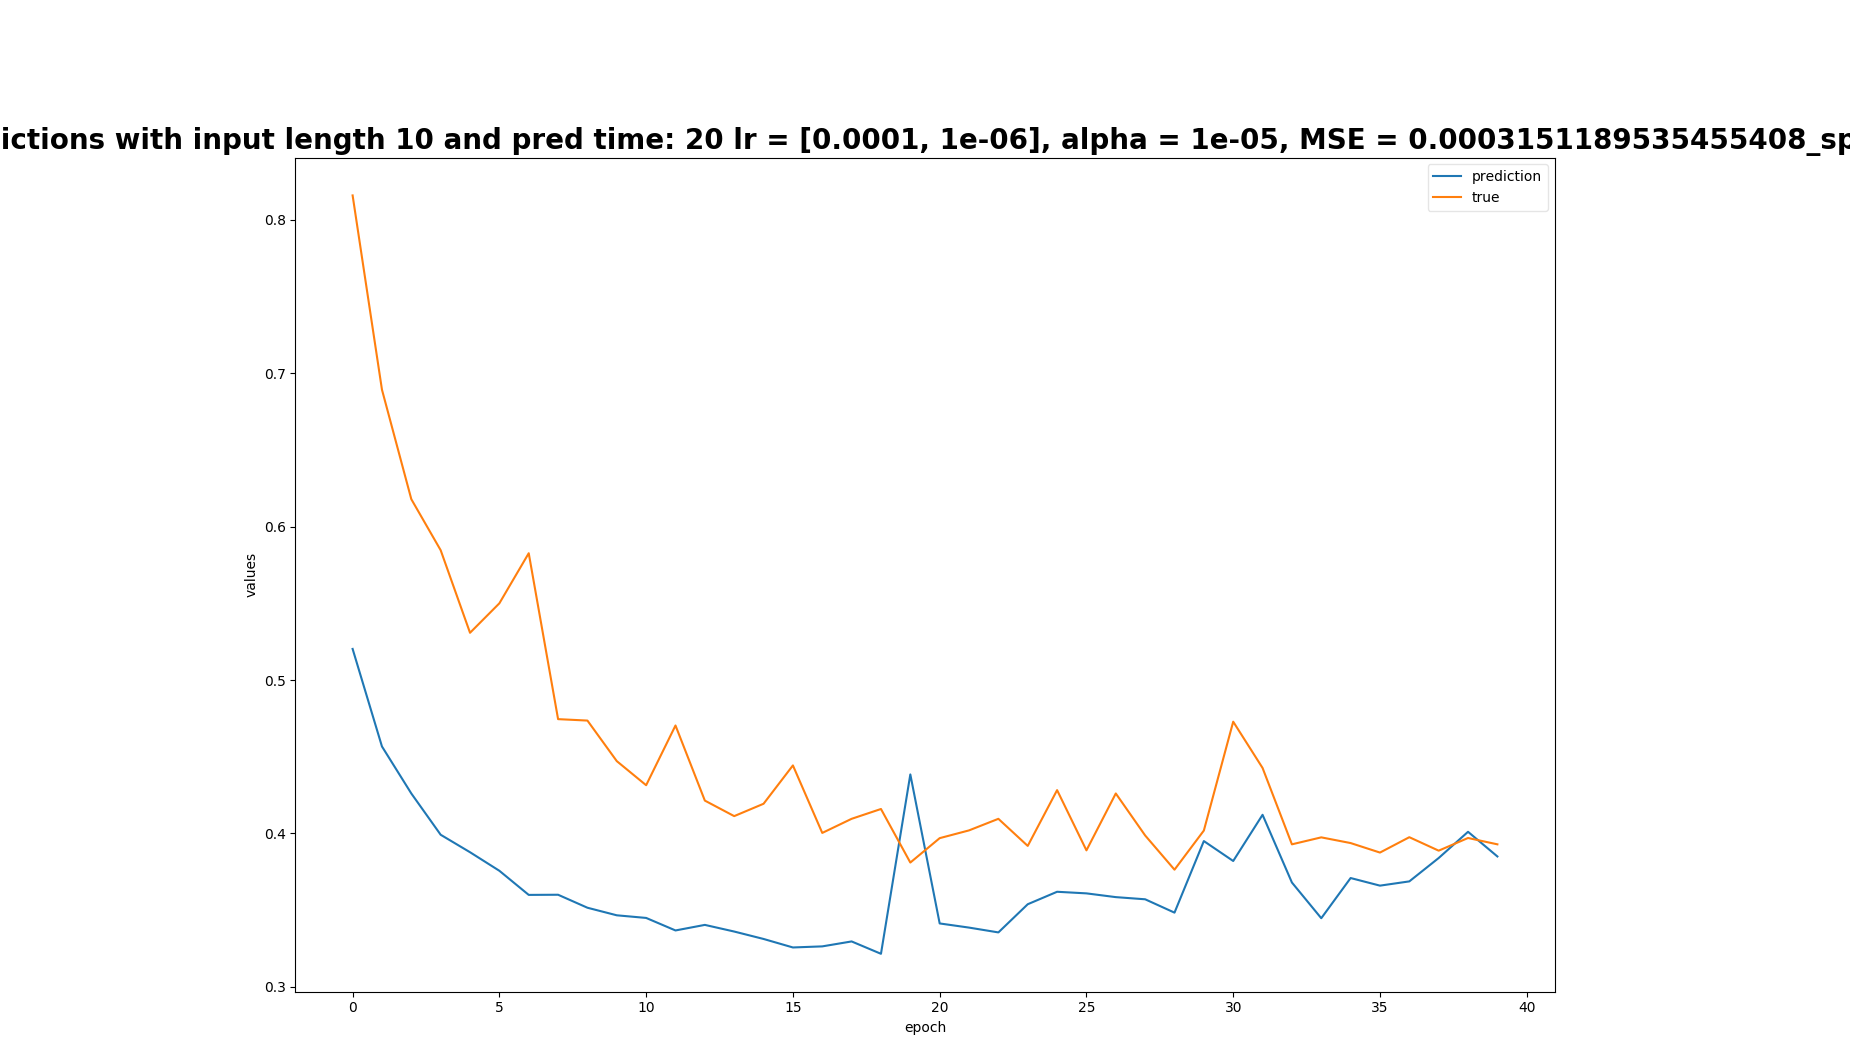 ictions with input length 10 and pred time: 20 lr = [0.0001, 1e-06], alpha = 1e-05, MSE = 0.0003151189535455408_sp
prediction
true
0.8
0.7
0.6
0.5
0.4
0.3
values
0 5 10 15 20 25 30 35 40
epoch